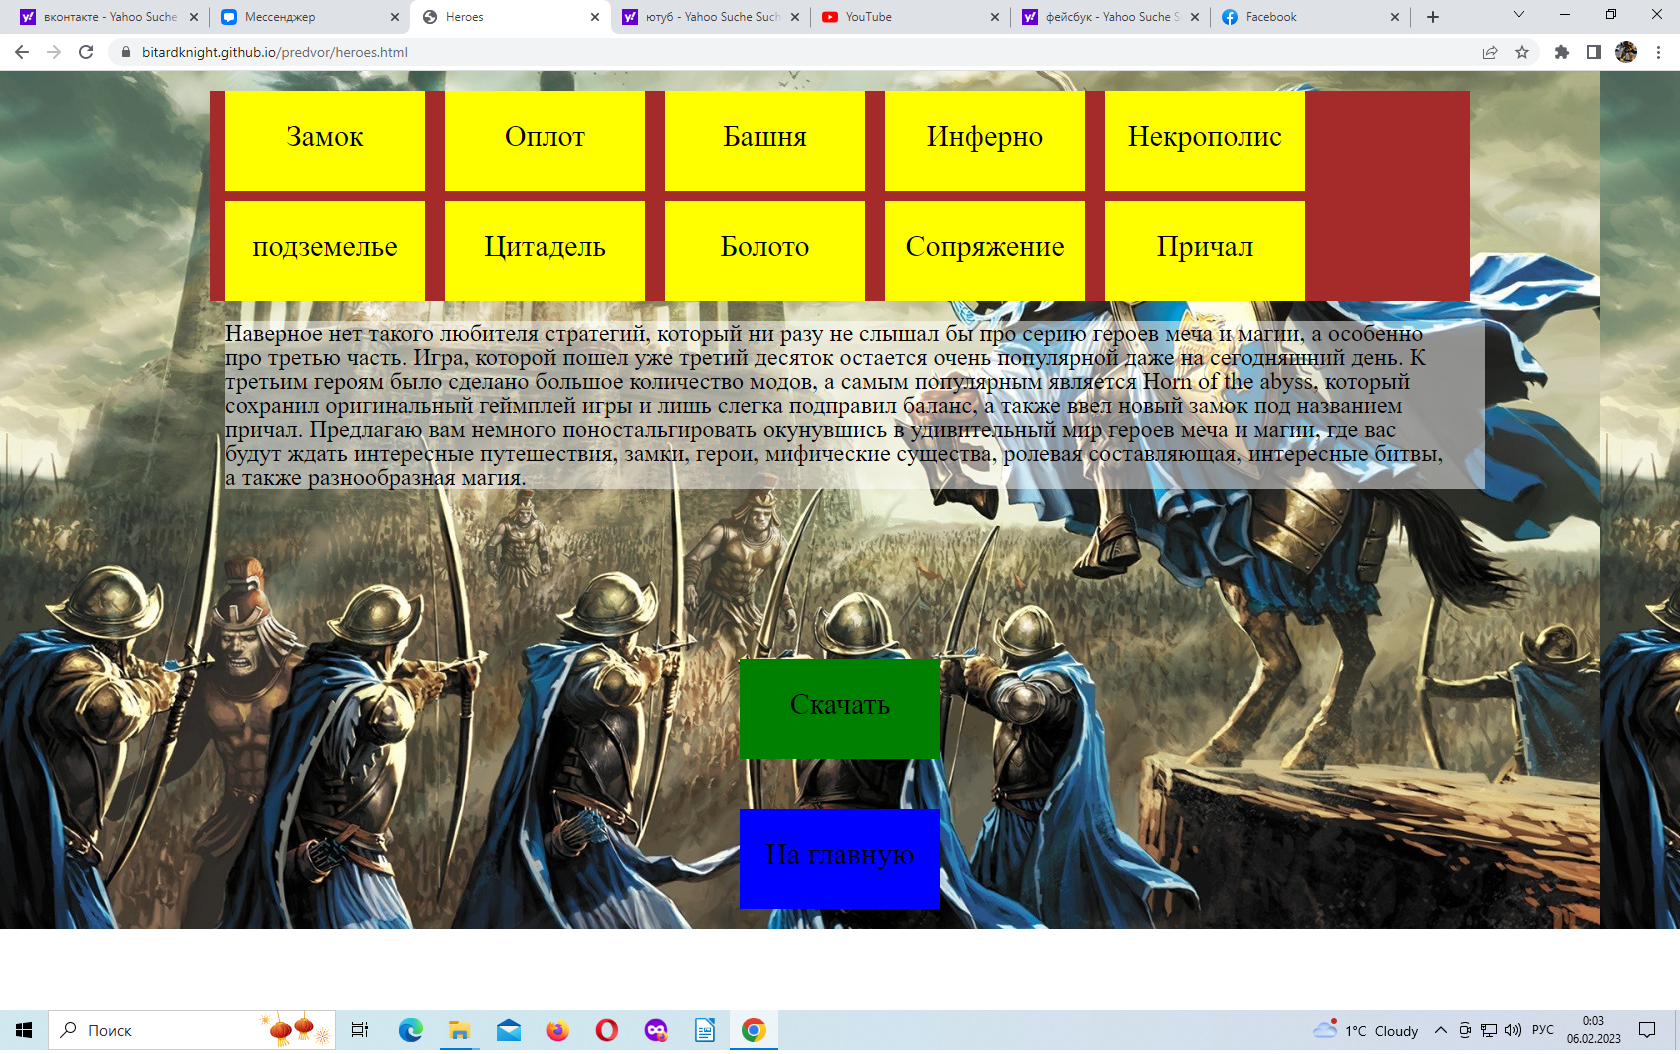 вконтакте - Yahoo Suche
Мессенджер
Heroes
ютуб - Yahoo Suche Such
YouTube
фейсбук - Yahoo Suche S
Facebook
bitardknight.github.io/predvor/heroes.html
Замок
Оплот
Башня
Инферно
Некрополис
подземелье
Цитадель
Болото
Сопряжение
Причал
Наверное нет такого любителя стратегий, который ни разу не слышал бы про серию героев меча и магии, а особенно
про третью часть. Игра, которой пошел уже третий десяток остается очень популярной даже на сегодняшний день. К
третьим героям было сделано большое количество модов, а самым популярным является Horn of the abyss, который
сохранил оригинальный геймплей игры и лишь слегка подправил баланс, а также ввел новый замок под названием
причал. Предлагаю вам немного поностальгировать окунувшись в удивительный мир героев меча и магии, где вас
будут ждать интересные путешествия, замки, герои, мифические существа, ролевая составляющая, интересные битвы,
а также разнообразная магия.
Скачать
На главную
Поиск
1°C Cloudy
РУС
0:03
06.02.2023